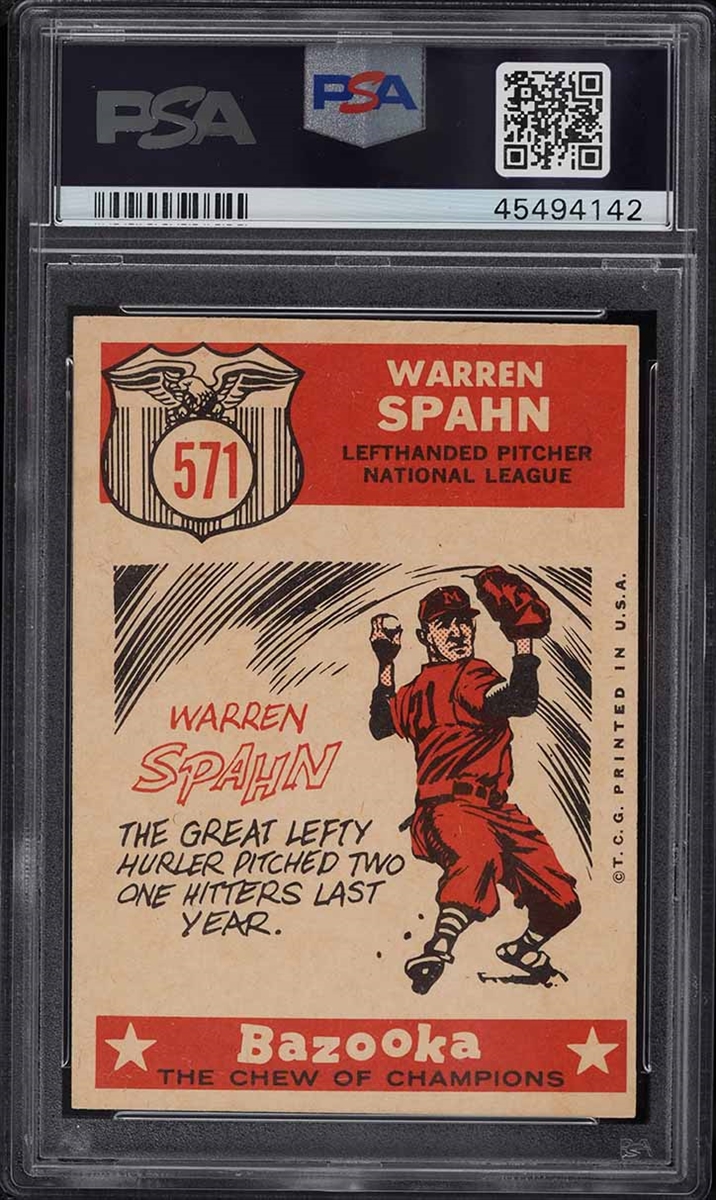 PSA
PSA
45494142
571
WARREN
SPAHN
LEFTHANDED PITCHER
NATIONAL LEAGUE
M
WARREN
SPAHN
THE GREAT LEFTY
HURLER PITCHED TWO
ONE HITTERS LAST
YEAR.
© T. C. G. PRINTED IN U. S. A.
Bazooka
THE CHEW OF CHAMPIONS